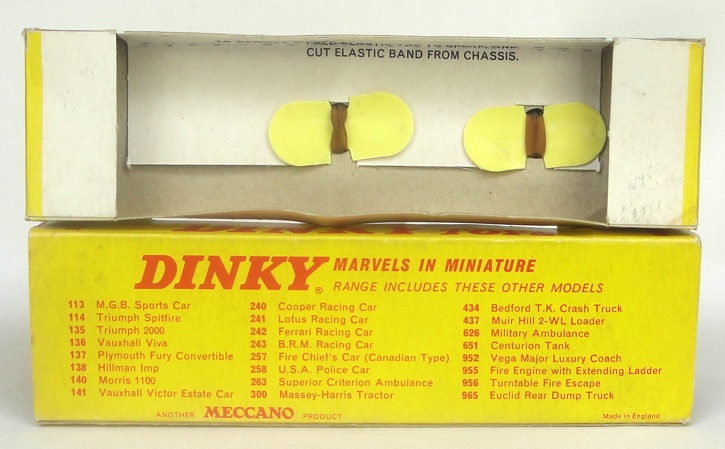 CUT ELASTIC BAND FROM CHASSIS.
DINKY® MARVELS IN MINIATURE
RANGE INCLUDES THESE OTHER MODELS
113 M.G.B. Sports Car
114 Triumph Spitfire
135 Triumph 2000
136 Vauxhall Viva
137 Plymouth Fury Convertible
138 Hillman Imp
140 Morris 1100
141 Vauxhall Victor Estate Car
240 Cooper Racing Car
241 Lotus Racing Car
242 Ferrari Racing Car
243 B.R.M. Racing Car
257 Fire Chief's Car (Canadian Type)
258 U.S.A. Police Car
263 Superior Criterion Ambulance
300 Massey-Harris Tractor
434 Bedford T.K. Crash Truck
437 Muir Hill 2-WL Loader
626 Military Ambulance
651 Centurion Tank
952 Vega Major Luxury Coach
955 Fire Engine with Extending Ladder
956 Turntable Fire Escape
965 Euclid Rear Dump Truck
ANOTHER MECCANO PRODUCT
Made in England